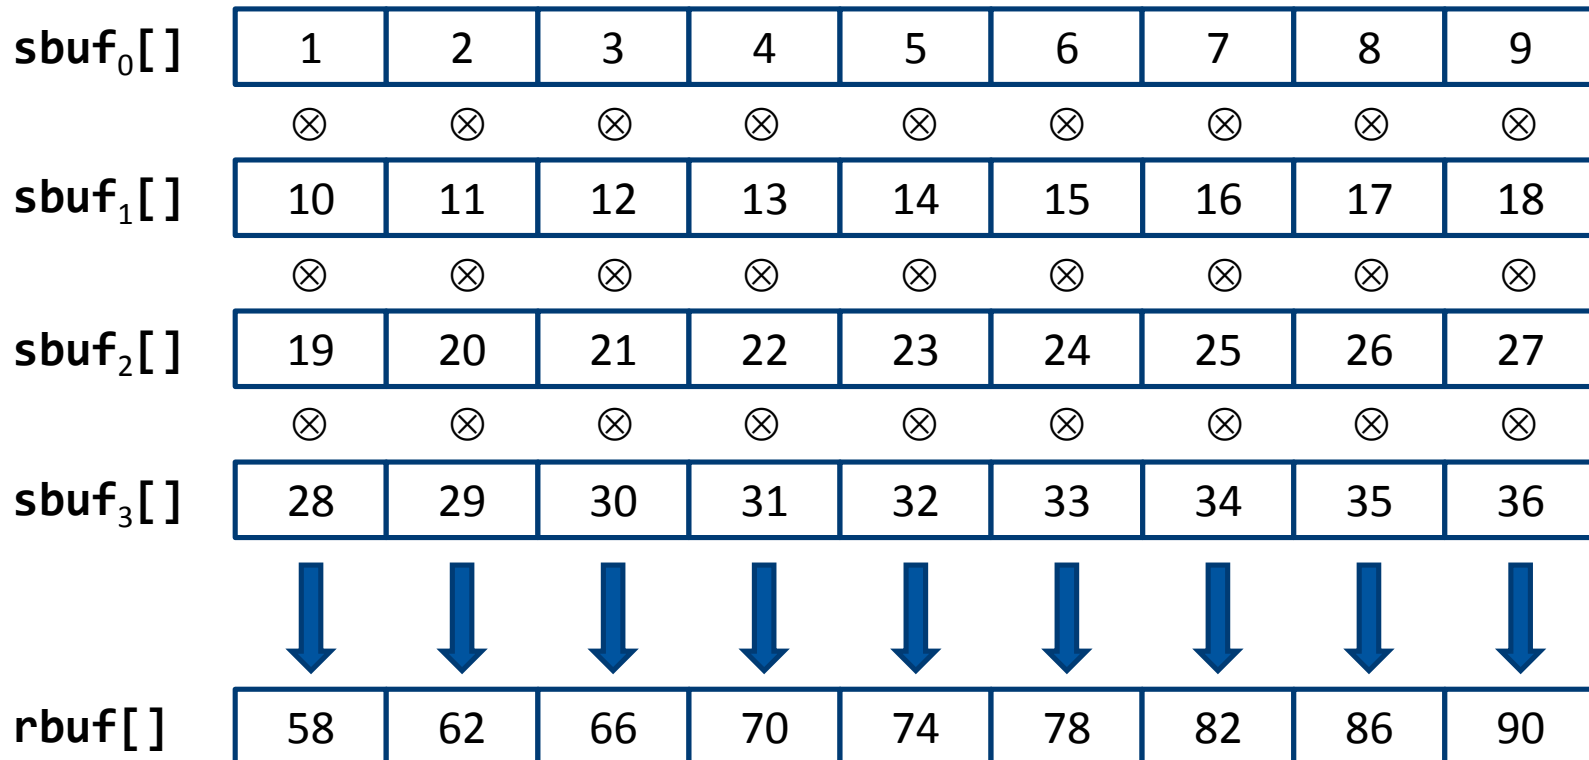 sbuf₀[] 1 2 3 4 5 6 7 8 9
⊗ ⊗ ⊗ ⊗ ⊗ ⊗ ⊗ ⊗ ⊗
sbuf₁[] 10 11 12 13 14 15 16 17 18
⊗ ⊗ ⊗ ⊗ ⊗ ⊗ ⊗ ⊗ ⊗
sbuf₂[] 19 20 21 22 23 24 25 26 27
⊗ ⊗ ⊗ ⊗ ⊗ ⊗ ⊗ ⊗ ⊗
sbuf₃[] 28 29 30 31 32 33 34 35 36
rbuf[] 58 62 66 70 74 78 82 86 90